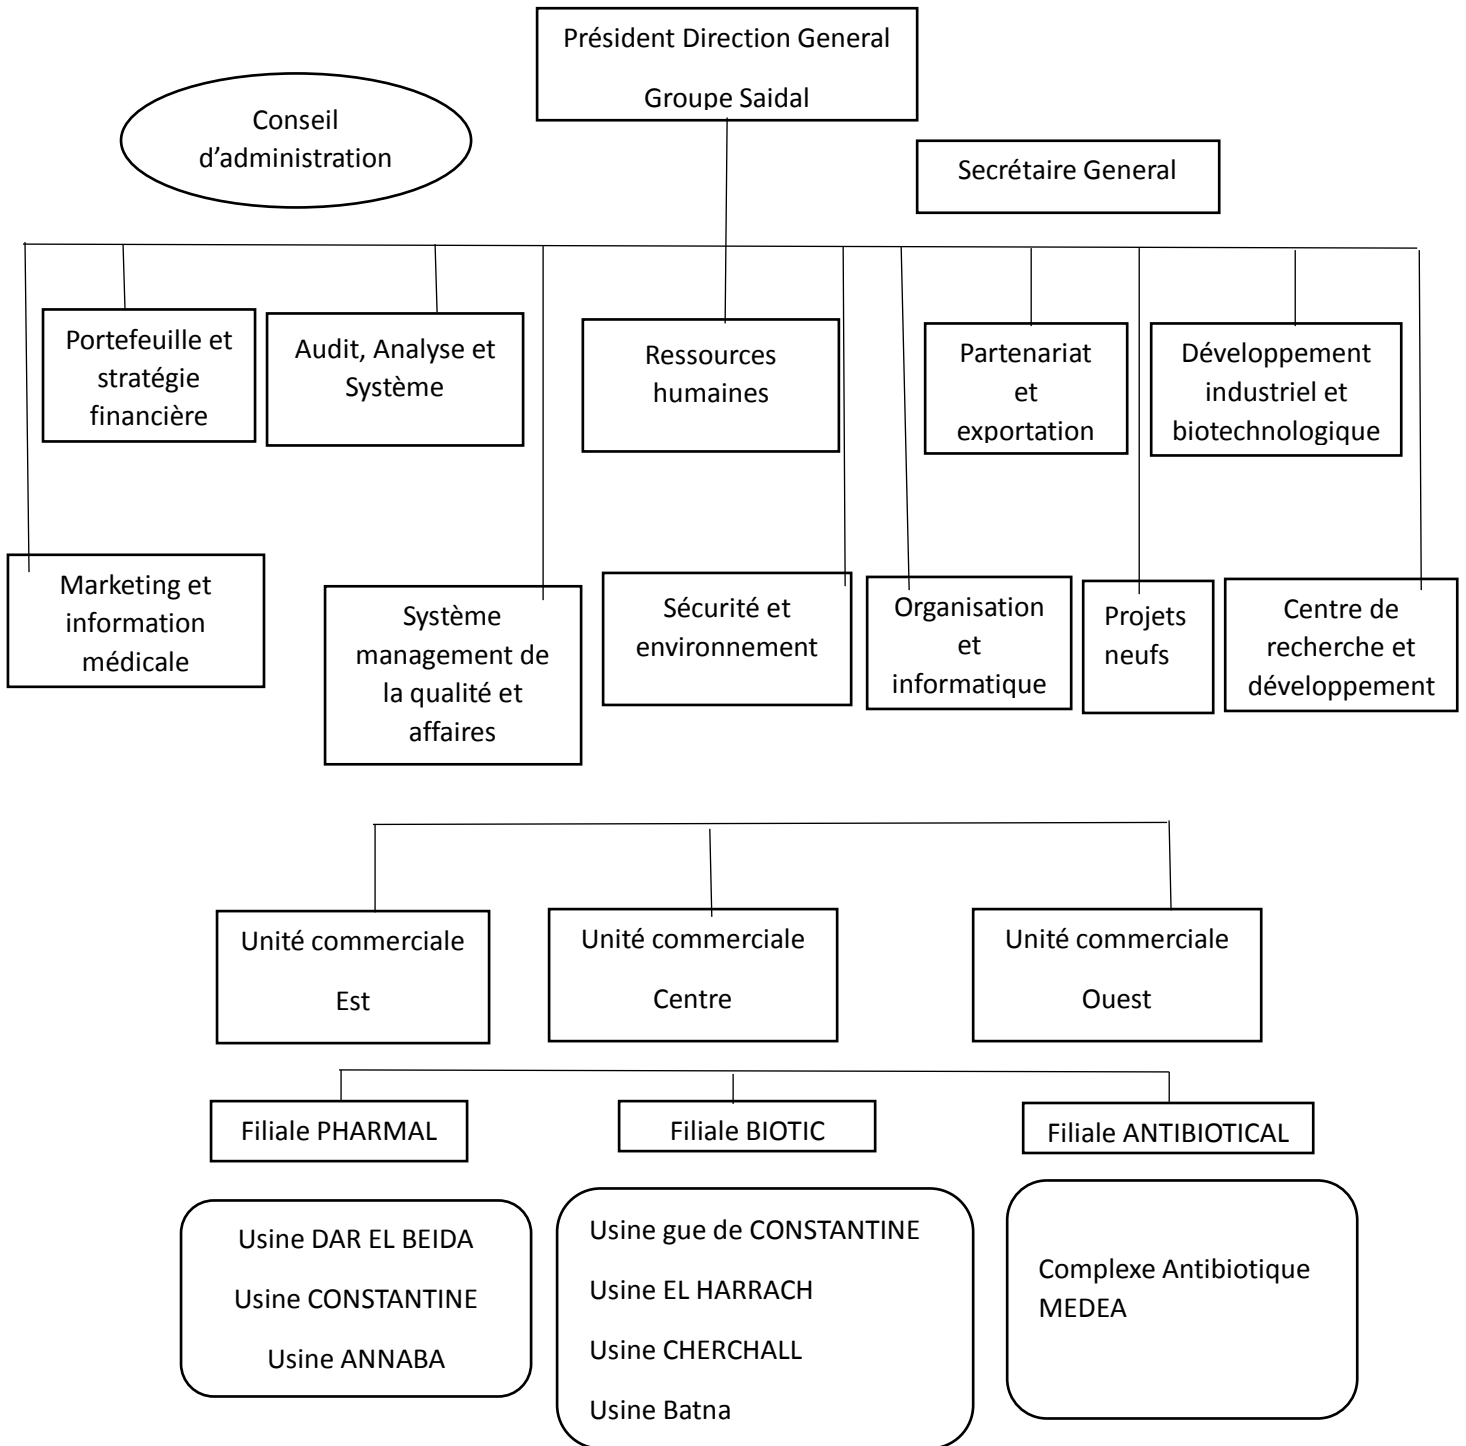 Président Direction General
Groupe Saidal
Conseil
d'administration
Secrétaire General
Portefeuille et
stratégie
financière
Audit, Analyse et
Système
Ressources
humaines
Partenariat
et
exportation
Développement
industriel et
biotechnologique
Marketing et
information
médicale
Système
management de
la qualité et
affaires
Sécurité et
environnement
Organisation
et
informatique
Projets
neufs
Centre de
recherche et
développement
Unité commerciale
Est
Unité commerciale
Centre
Unité commerciale
Ouest
Filiale PHARMAL
Filiale BIOTIC
Filiale ANTIBIOTICAL
Usine DAR EL BEIDA
Usine CONSTANTINE
Usine ANNABA
Usine gue de CONSTANTINE
Usine EL HARRACH
Usine CHERCHALL
Usine Batna
Complexe Antibiotique
MEDEA